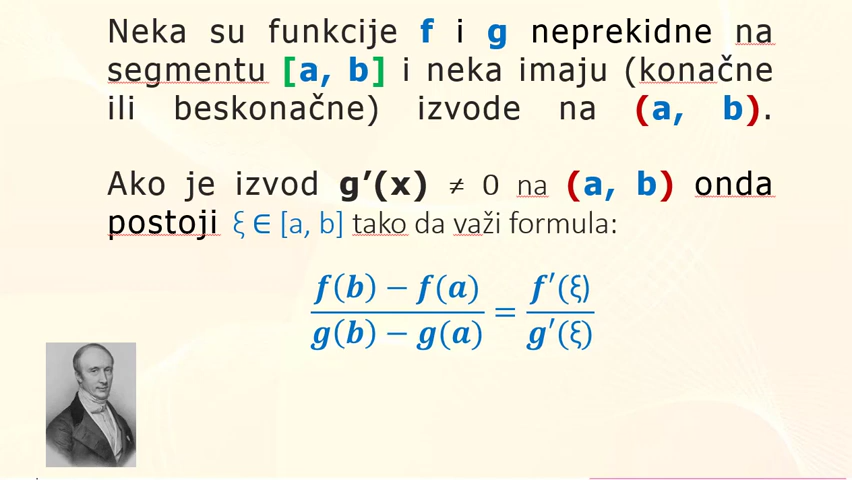 Neka su funkcije f i g neprekidne na
segmentu [a, b] i neka imaju (konačne
ili beskonačne) izvode na (a, b).
Ako je izvod g’(x) ≠ 0 na (a, b) onda
postoji ξ ∈ [a, b] tako da važi formula:
(f(b) − f(a))/(g(b) − g(a)) = f′(ξ)/g′(ξ)